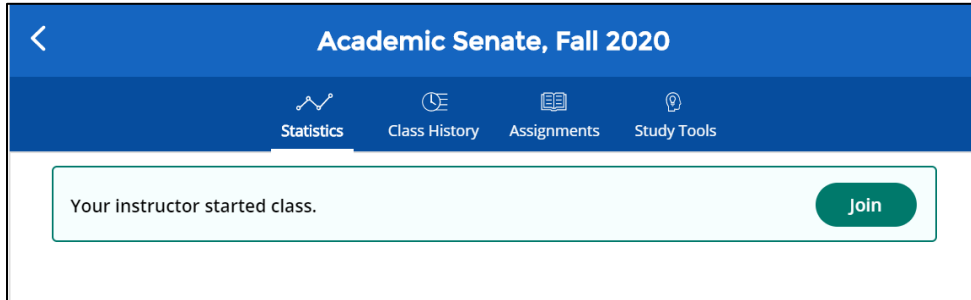 Academic Senate, Fall 2020
Statistics
Class History
Assignments
Study Tools
Your instructor started class.
Join